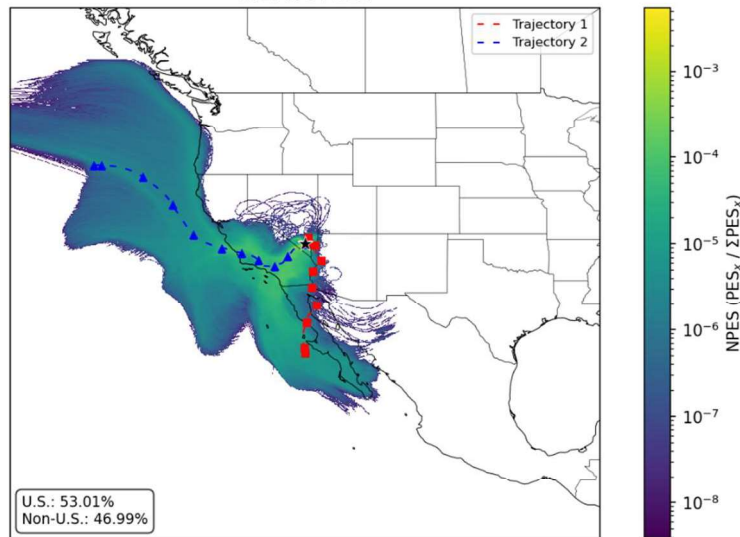 Trajectory 1
Trajectory 2
U.S.: 53.01%
Non-U.S.: 46.99%
10⁻³
10⁻⁴
10⁻⁵
10⁻⁶
10⁻⁷
10⁻⁸
NPES (PESₓ / ΣPESₓ)